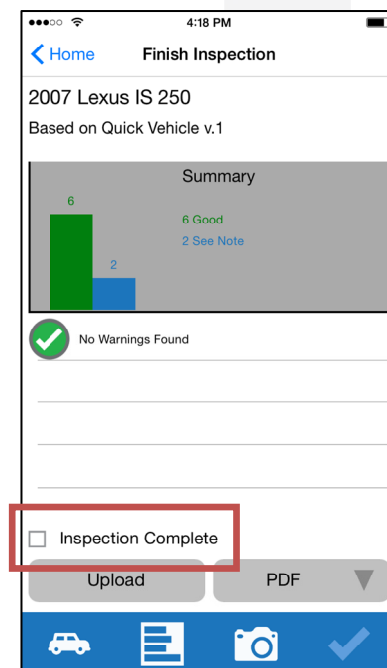 4:18 PM
Home Finish Inspection
2007 Lexus IS 250
Based on Quick Vehicle v.1
Summary
6
6 Good
2 See Note
2
No Warnings Found
Inspection Complete
Upload PDF